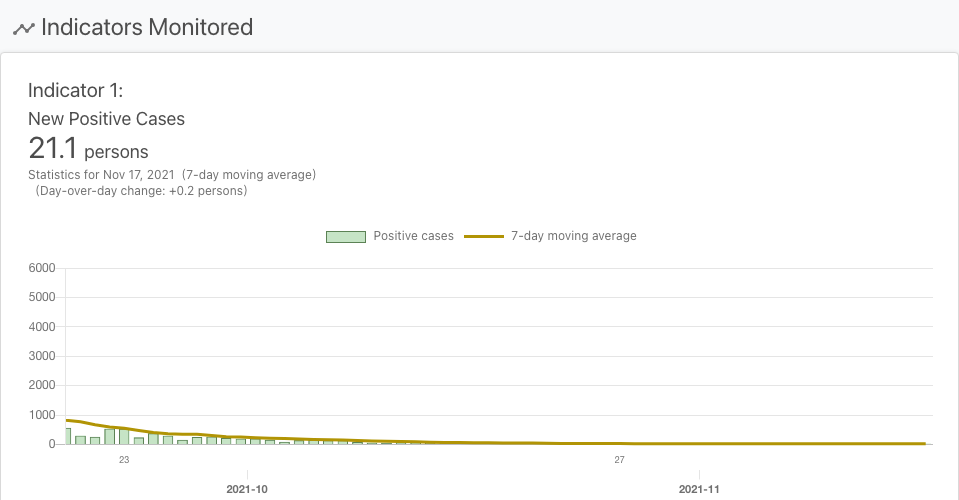 Indicators Monitored
Indicator 1:
New Positive Cases
21.1 persons
Statistics for Nov 17, 2021 (7-day moving average)
(Day-over-day change: +0.2 persons)
Positive cases 7-day moving average
6000
5000
4000
3000
2000
1000
0
23 27
2021-10 2021-11